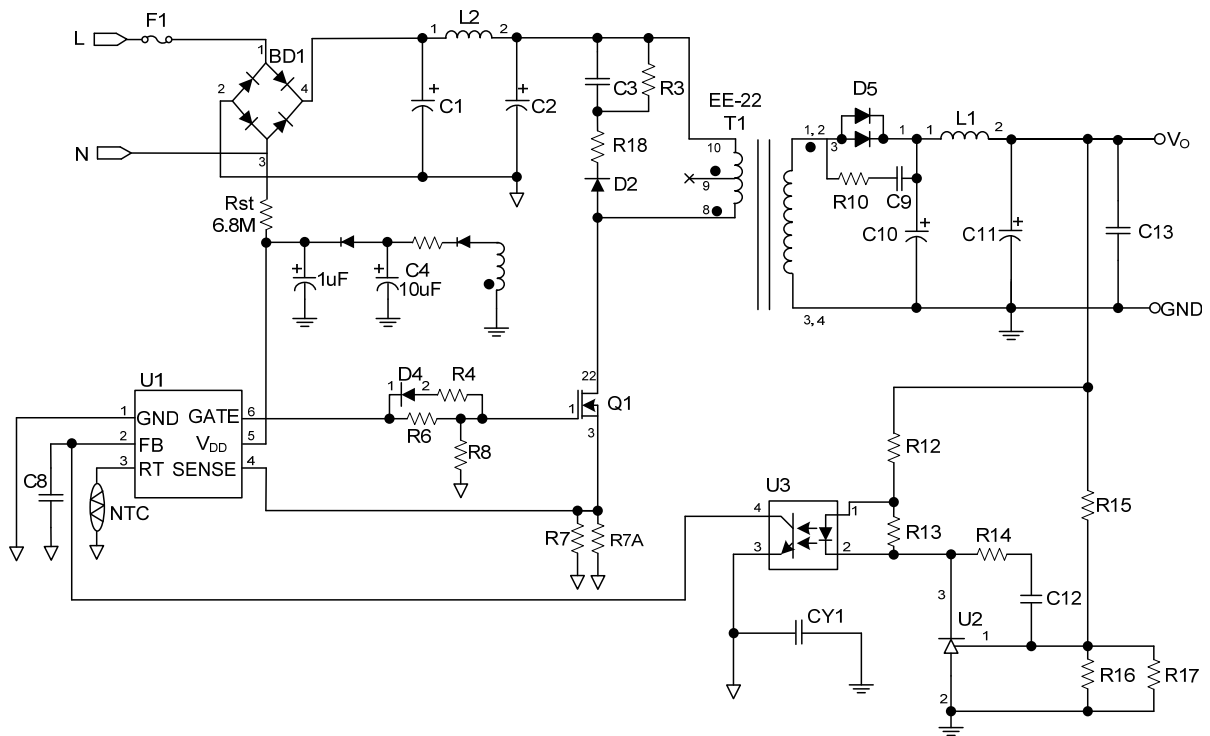 F1
L
L2
1
2
1
BD1
2
4
C1
C2
C3
R3
EE-22
T1
D5
L1
N
3
R18
10
1, 2
3
1
1
2
VO
D2
9
R10
C9
Rst
6.8M
8
C10
C11
C13
C4
1uF
10uF
3, 4
GND
U1
D4
R4
22
1
2
1
GND
GATE
6
1
Q1
2
FB
VDD
5
R6
3
R8
R12
3
RT
SENSE
4
C8
NTC
U3
R15
4
1
R7
R7A
R13
R14
3
2
3
C12
CY1
U2
1
R16
R17
2